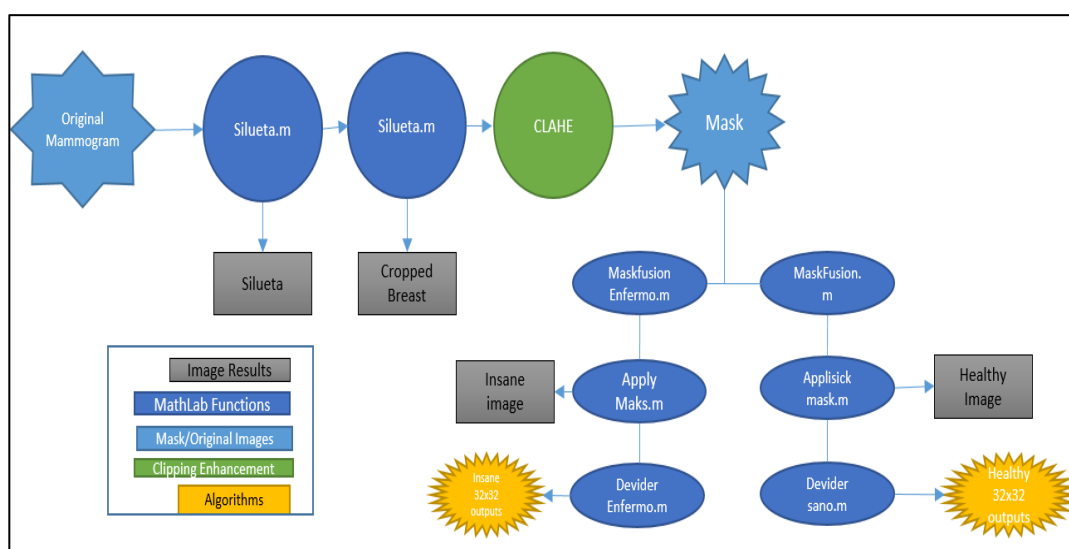 Original
Mammogram
Silueta.m
Silueta.m
CLAHE
Mask
Silueta
Cropped
Breast
Maskfusion
Enfermo.m
MaskFusion.
m
Insane
image
Apply
Maks.m
Applisick
mask.m
Healthy
Image
Insane
32x32
outputs
Devider
Enfermo.m
Devider
sano.m
Healthy
32x32
outputs
Image Results
MathLab Functions
Mask/Original Images
Clipping Enhancement
Algorithms